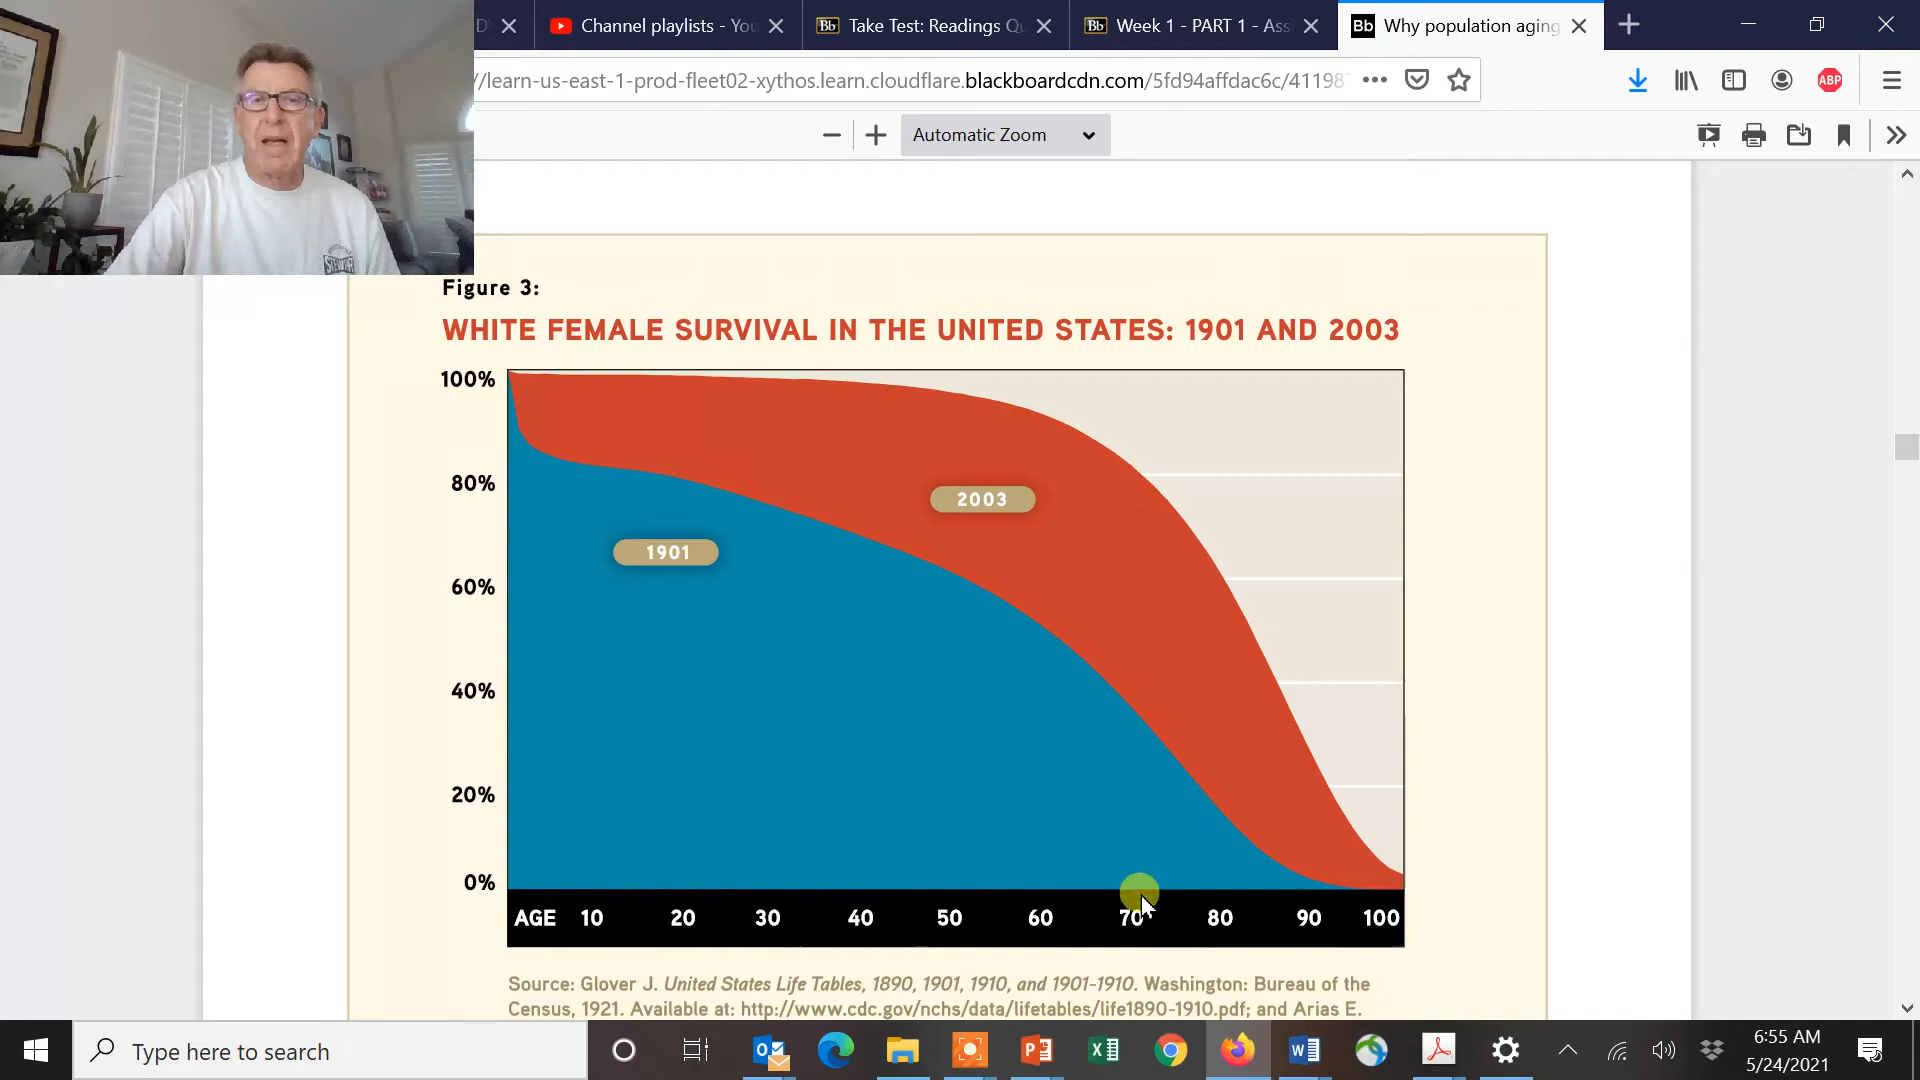 Channel playlists - You
Take Test: Readings Qu
Week 1 - PART 1 - Assi
Bb Why population aging
//learn-us-east-1-prod-fleet02-xythos.learn.cloudflare.blackboardcdn.com/5fd94affdac6c/41198
ABP
Automatic Zoom
Figure 3:
WHITE FEMALE SURVIVAL IN THE UNITED STATES: 1901 AND 2003
100%
80%
60%
40%
20%
0%
2003
1901
AGE 10 20 30 40 50 60 70 80 90 100
Source: Glover J. United States Life Tables, 1890, 1901, 1910, and 1901-1910. Washington: Bureau of the
Census, 1921. Available at: http://www.cdc.gov/nchs/data/lifetables/life1890-1910.pdf; and Arias E.
Type here to search
6:55 AM
5/24/2021